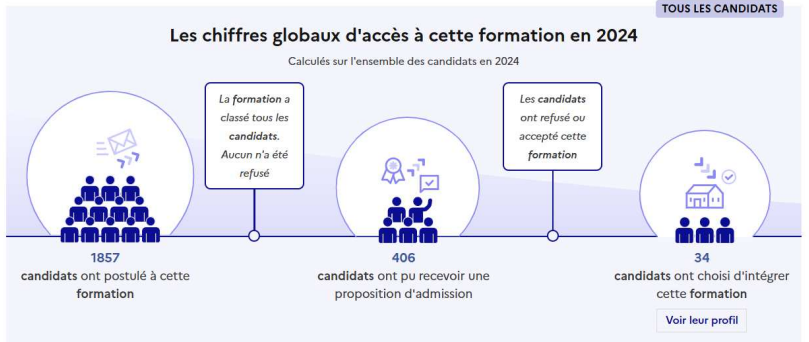 TOUS LES CANDIDATS
Les chiffres globaux d'accès à cette formation en 2024
Calculés sur l'ensemble des candidats en 2024
La formation a
classé tous les
candidats.
Aucun n'a été
refusé
Les candidats
ont refusé ou
accepté cette
formation
1857
candidats ont postulé à cette
formation
406
candidats ont pu recevoir une
proposition d'admission
34
candidats ont choisi d'intégrer
cette formation
Voir leur profil